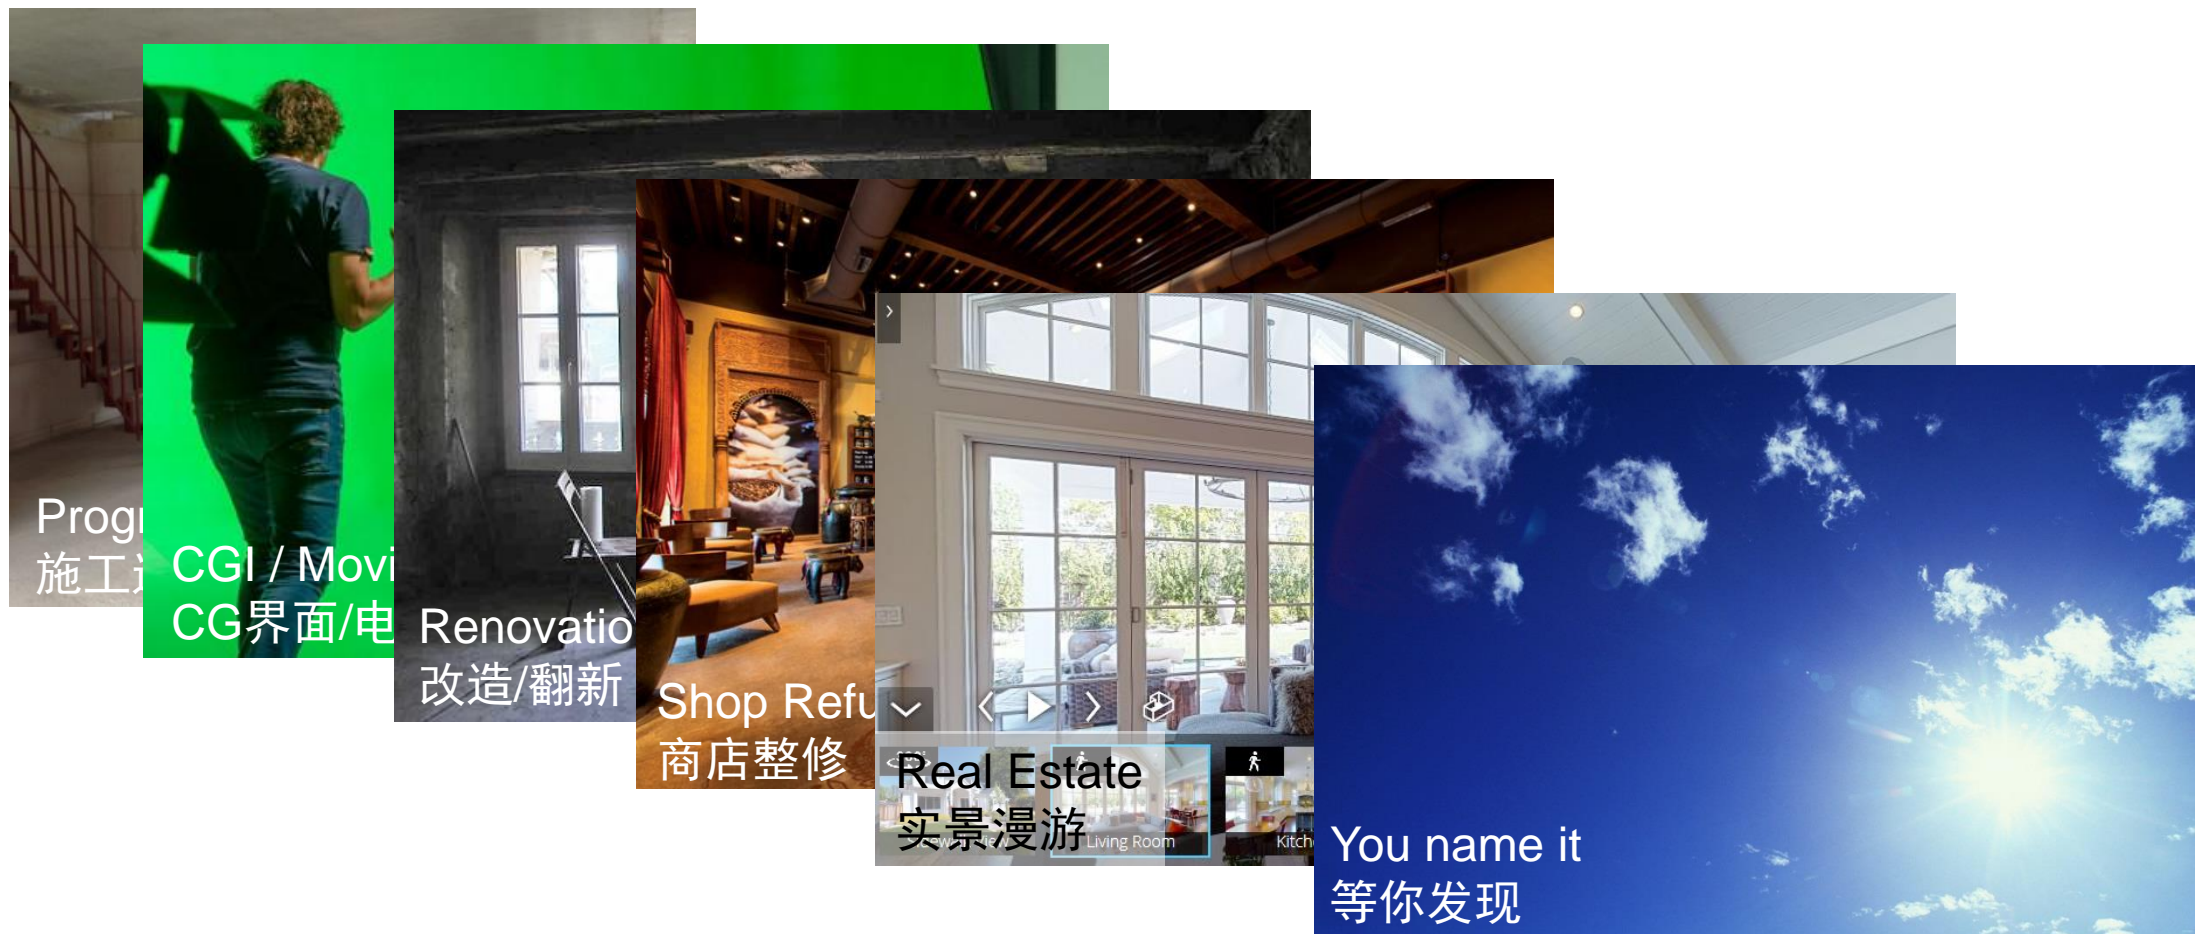 Progr
施工
CGI / Movi
CG界面/电
Renovatio
改造/翻新
Shop Refu
商店整修
Real Estate
实景漫游
Living Room
Kitch
You name it
等你发现